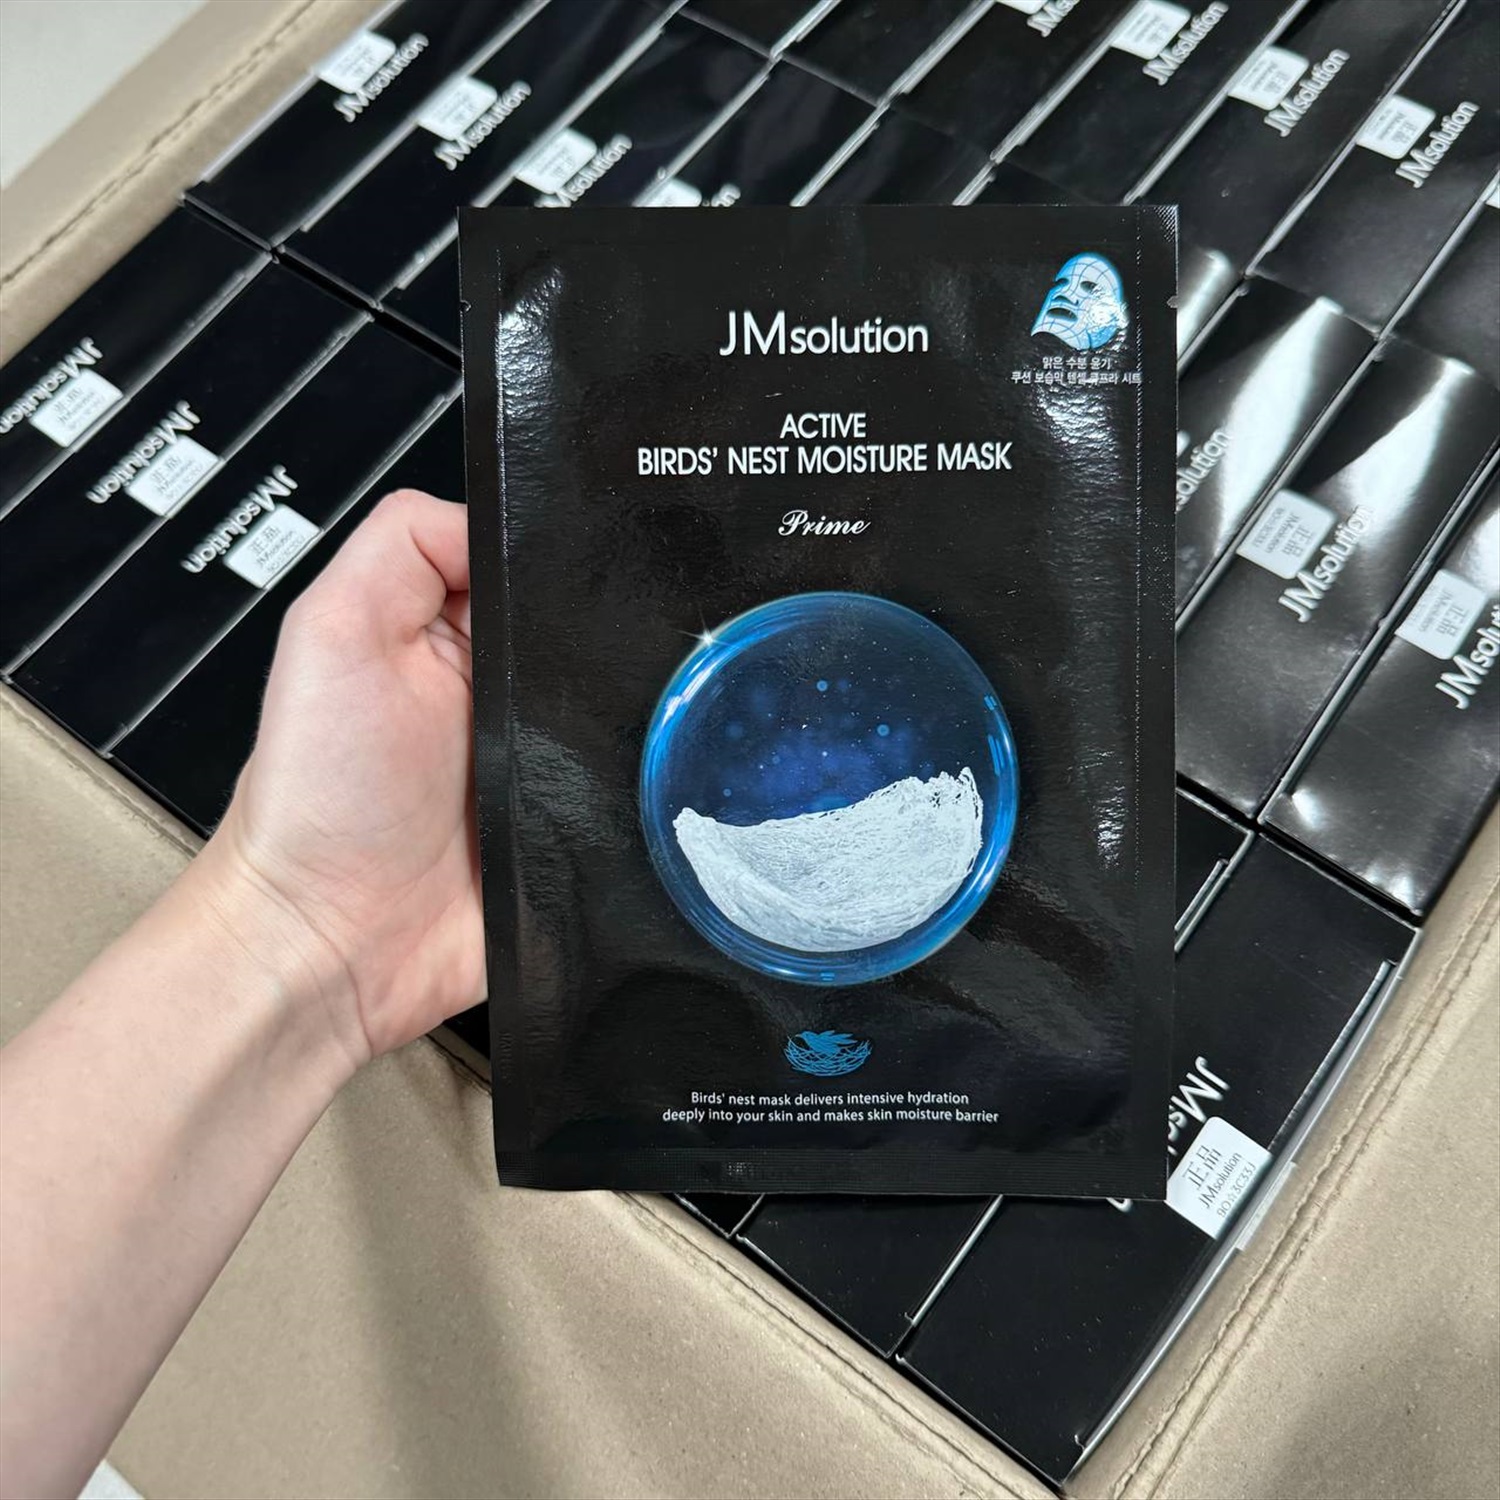 JMsolution
맑은 수분 윤기
쿠션 보습막 텐셀 큐프라 시트
ACTIVE
BIRDS' NEST MOISTURE MASK
Prime
Birds' nest mask delivers intensive hydration
deeply into your skin and makes skin moisture barrier
JMsolution
JMsolution
JMsolution
JMsolution
JMsolution
JMsolution
JMsolution
JMsolution
JMsolution
JMsolution
正品
JMsolution